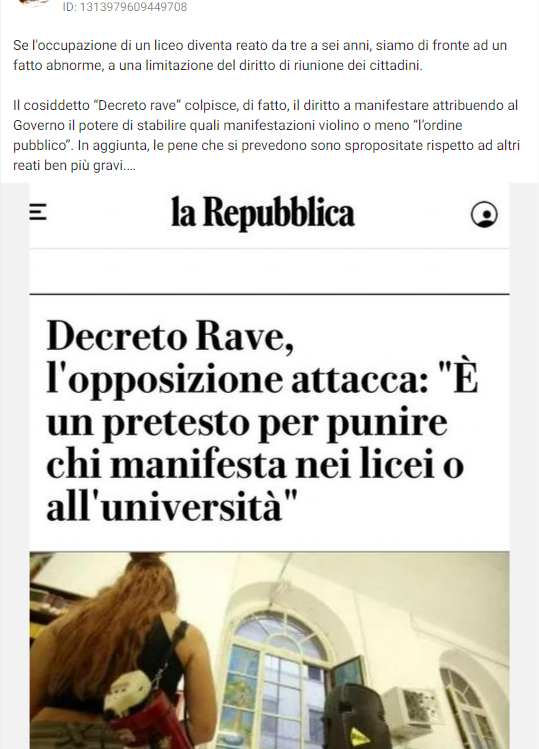 ID: 1313979609449708
Se l'occupazione di un liceo diventa reato da tre a sei anni, siamo di fronte ad un
fatto abnorme, a una limitazione del diritto di riunione dei cittadini.
Il cosiddetto “Decreto rave” colpisce, di fatto, il diritto a manifestare attribuendo al
Governo il potere di stabilire quali manifestazioni violino o meno “l’ordine
pubblico”. In aggiunta, le pene che si prevedono sono spropositate rispetto ad altri
reati ben più gravi....
la Repubblica
Decreto Rave,
l'opposizione attacca: "È
un pretesto per punire
chi manifesta nei licei o
all'università"